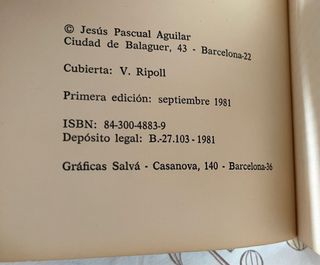 © Jesús Pascual Aguilar
Ciudad de Balaguer, 43 - Barcelona-22
Cubierta: V. Ripoll
Primera edición: septiembre 1981
ISBN: 84-300-4883-9
Depósito legal: B.-27.103-1981
Gráficas Salvá - Casanova, 140 - Barcelona-36